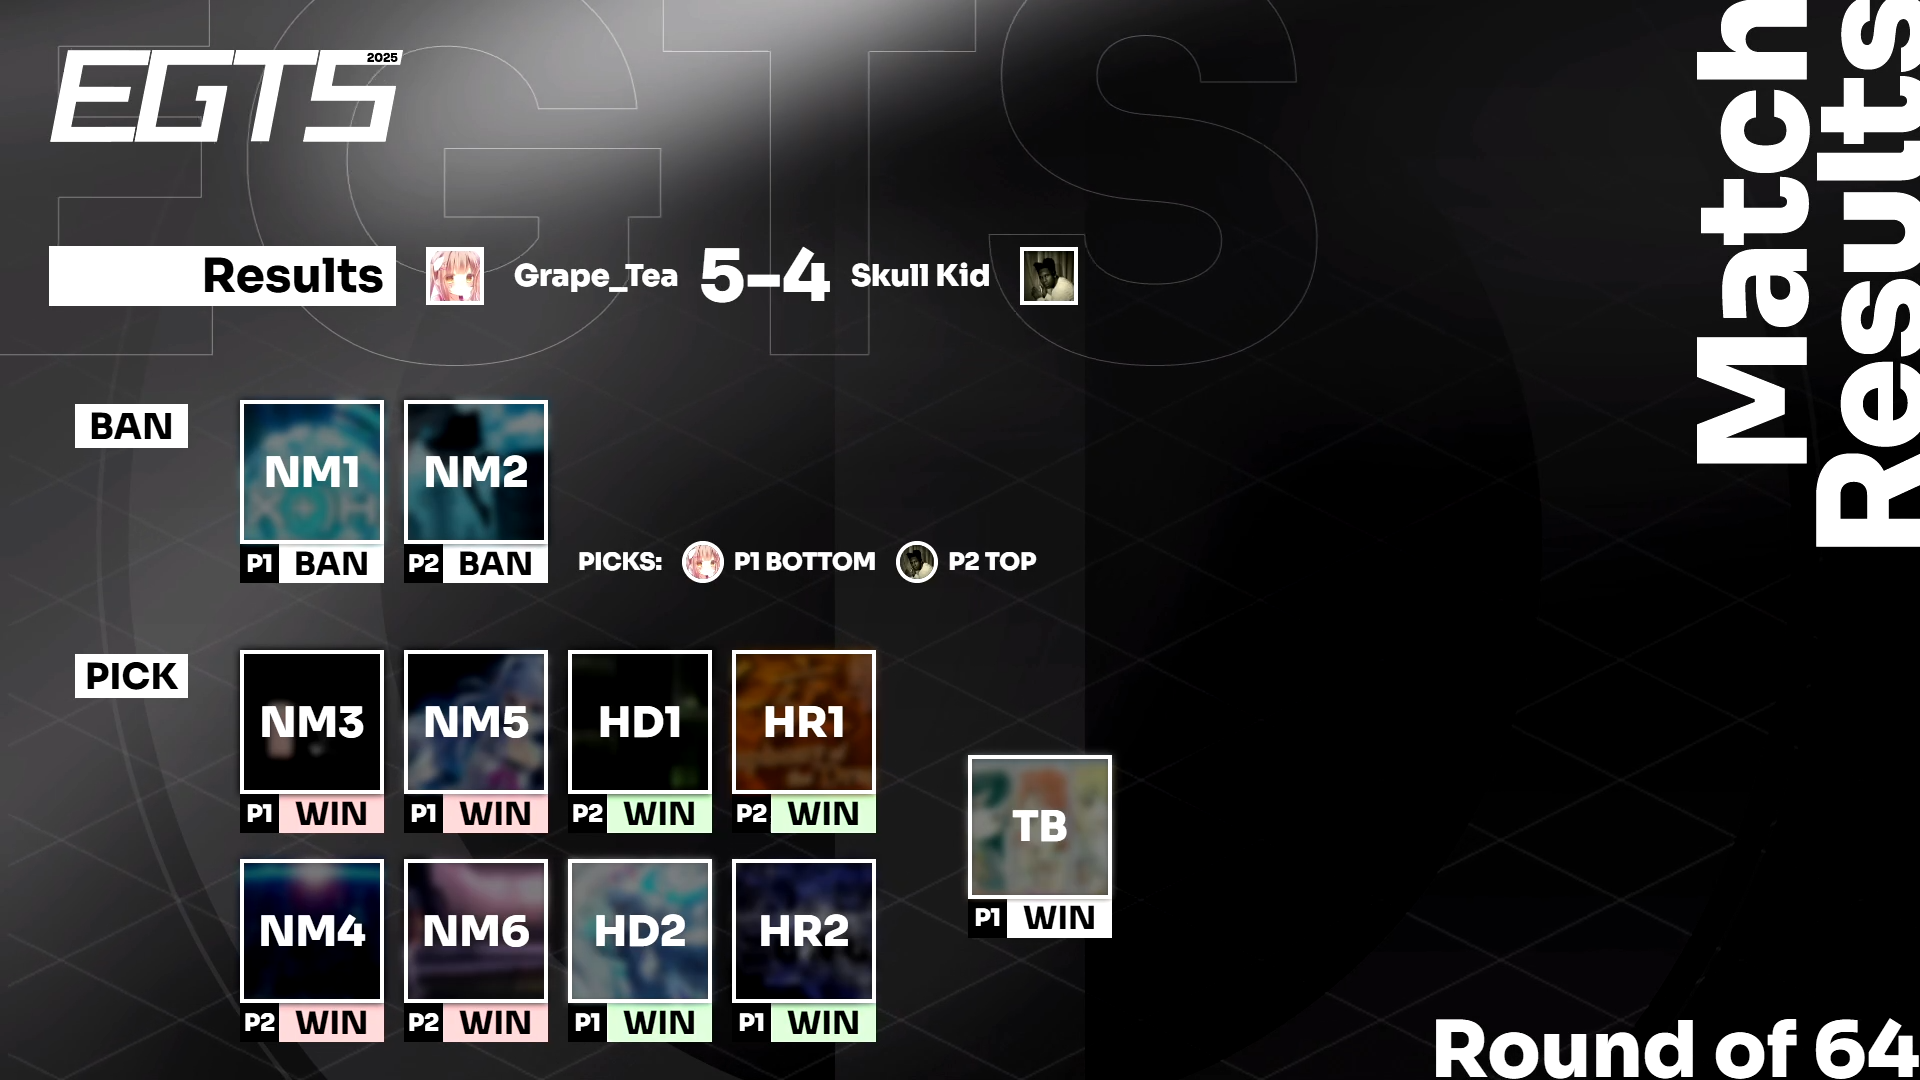 EGTS 2025
EGTS
Match
Results
Results
Grape_Tea 5-4 Skull Kid
BAN
NM1
NM2
P1 BAN
P2 BAN
PICKS: P1 BOTTOM P2 TOP
PICK
NM3
NM5
HD1
HR1
P1 WIN
P1 WIN
P2 WIN
P2 WIN
TB
P1 WIN
NM4
NM6
HD2
HR2
P2 WIN
P2 WIN
P1 WIN
P1 WIN
Round of 64